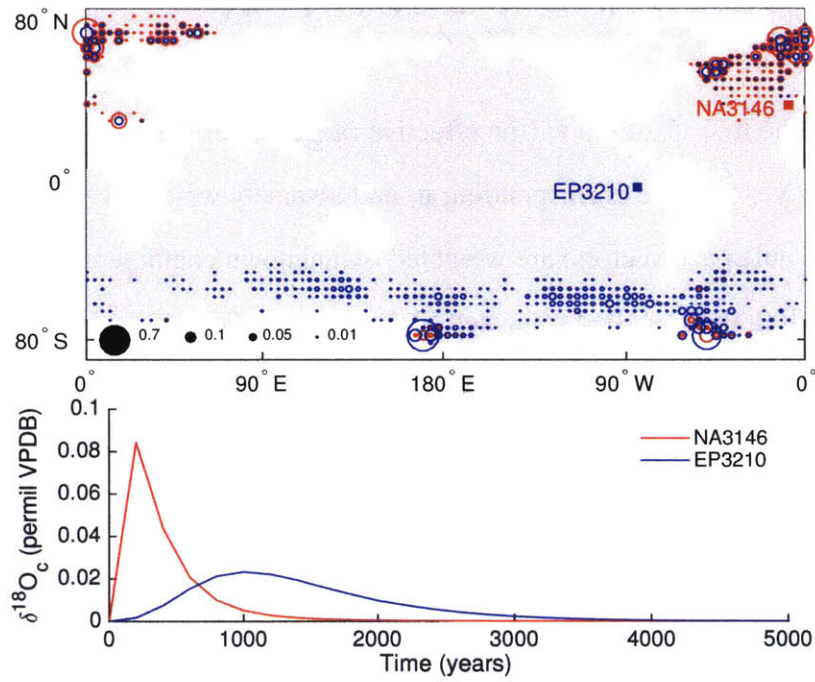 80° N
NA3146
0°
EP3210
80° S
0.7 0.1 0.05 0.01
0° 90° E 180° E 90° W 0°
0.1
NA3146
EP3210
0.08
0.06
0.04
0.02
0
δ¹⁸Oc (permil VPDB)
0 1000 2000 3000 4000 5000
Time (years)